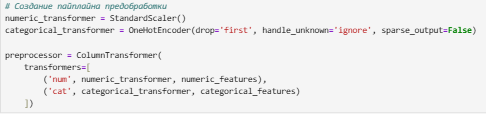 # Создание пайплайна предобработки
numeric_transformer = StandardScaler()
categorical_transformer = OneHotEncoder(drop='first', handle_unknown='ignore', sparse_output=False)

preprocessor = ColumnTransformer(
    transformers=[
        ('num', numeric_transformer, numeric_features),
        ('cat', categorical_transformer, categorical_features)
    ])